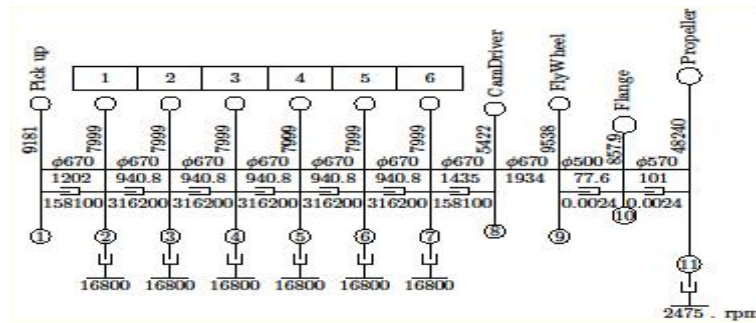 Pick up
CamDriver
FlyWheel
Flange
Propeller
1 2 3 4 5 6
9181 7999 7999 7999 7999 7999 7999 5422 9538 857.9 48240
ϕ670 ϕ670 ϕ670 ϕ670 ϕ670 ϕ670 ϕ670 ϕ670 ϕ500 ϕ570
1202 940.8 940.8 940.8 940.8 940.8 1435 1934 77.6 101
158100 316200 316200 316200 316200 316200 158100 0.0024 0.0024
1 2 3 4 5 6 7 8 9 10 11
16800 16800 16800 16800 16800 16800
2475 . rpm